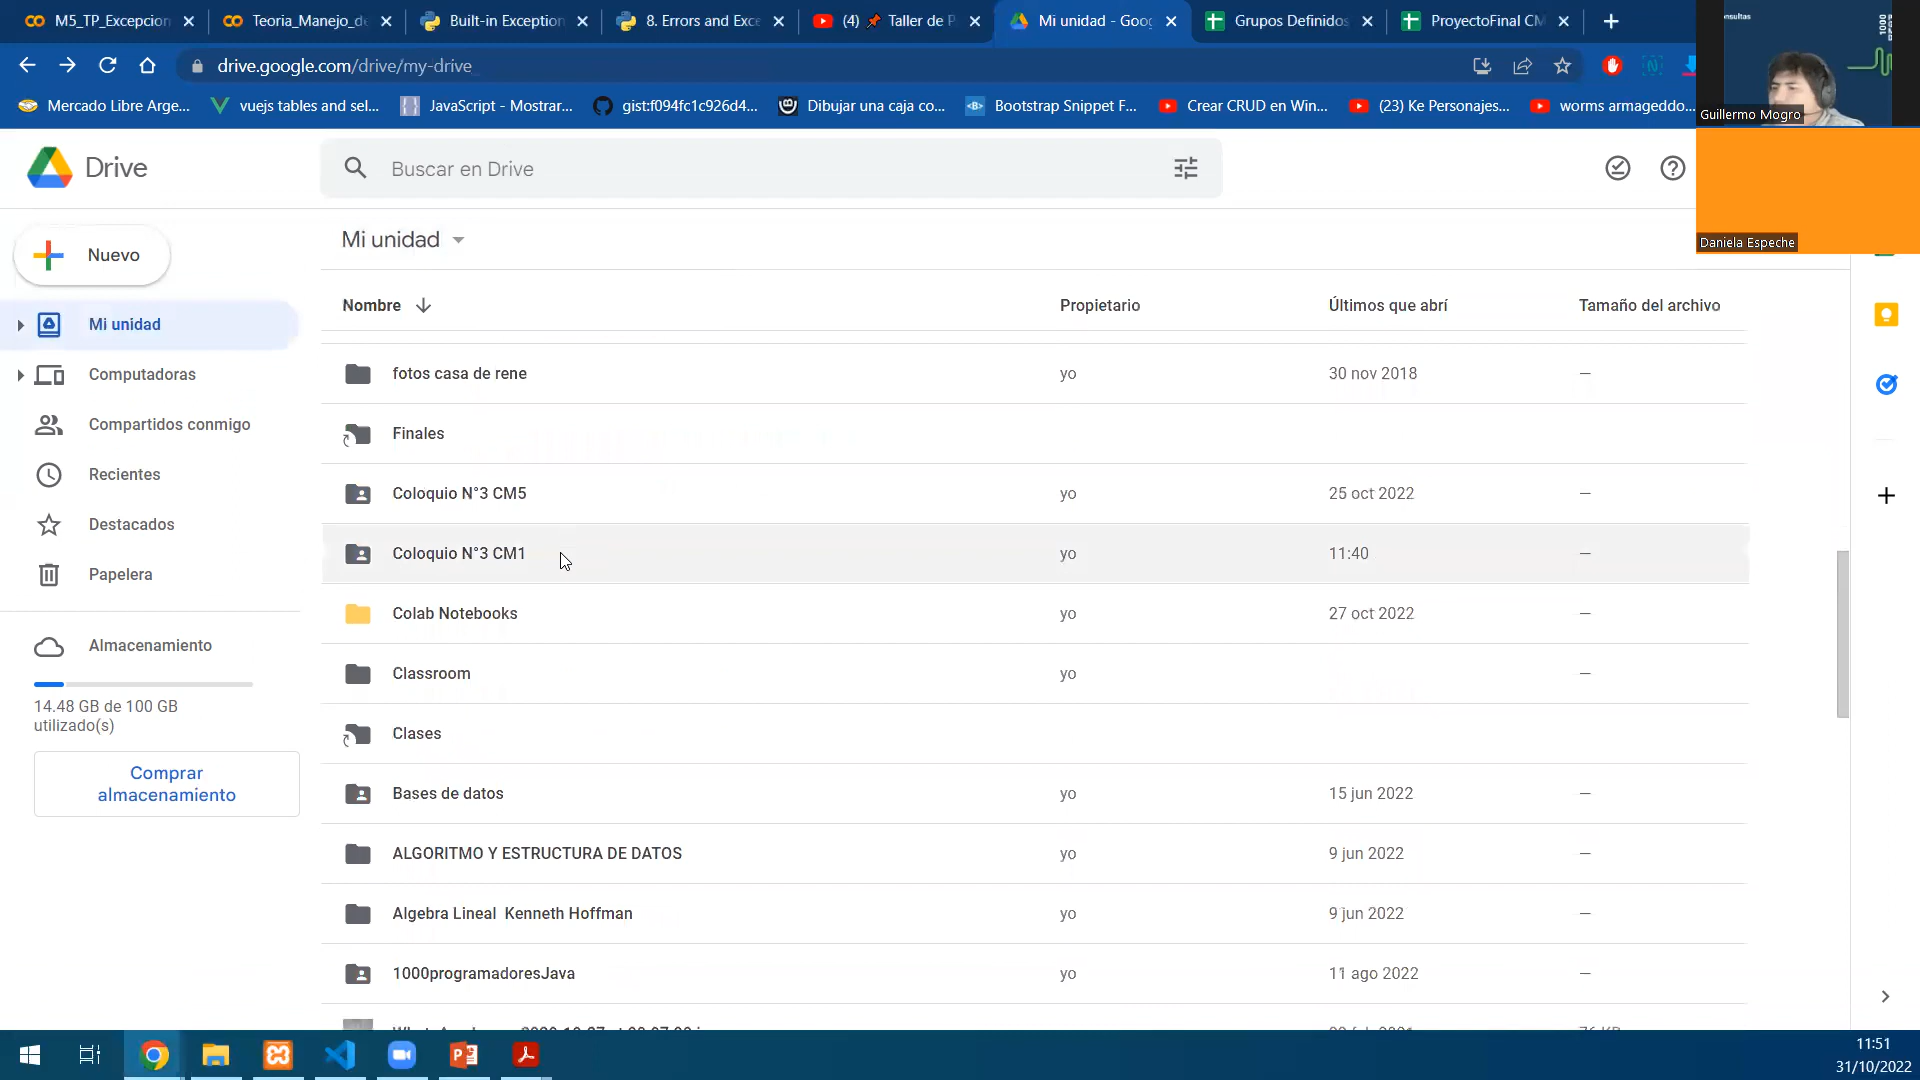 M5_TP_Excepcion
Teoria_Manejo_de
Built-in Exception
8. Errors and Exce
(4) 📌 Taller de P
Mi unidad - Goog
Grupos Definidos
ProyectoFinal CM
drive.google.com/drive/my-drive
Mercado Libre Arge...
vuejs tables and sel...
JavaScript - Mostrar...
gist:f094fc1c926d4...
Dibujar una caja co...
Bootstrap Snippet F...
Crear CRUD en Win...
(23) Ke Personajes...
worms armageddo...
nsultas
1000
Guillermo Mogro
Daniela Espeche
Drive
Buscar en Drive
Nuevo
Mi unidad
Computadoras
Compartidos conmigo
Recientes
Destacados
Papelera
Almacenamiento
14.48 GB de 100 GB
utilizado(s)
Comprar
almacenamiento
Mi unidad
Nombre Propietario Últimos que abrí Tamaño del archivo
fotos casa de rene yo 30 nov 2018 —
Finales
Coloquio N°3 CM5 yo 25 oct 2022 —
Coloquio N°3 CM1 yo 11:40 —
Colab Notebooks yo 27 oct 2022 —
Classroom yo —
Clases
Bases de datos yo 15 jun 2022 —
ALGORITMO Y ESTRUCTURA DE DATOS yo 9 jun 2022 —
Algebra Lineal Kenneth Hoffman yo 9 jun 2022 —
1000programadoresJava yo 11 ago 2022 —
11:51
31/10/2022